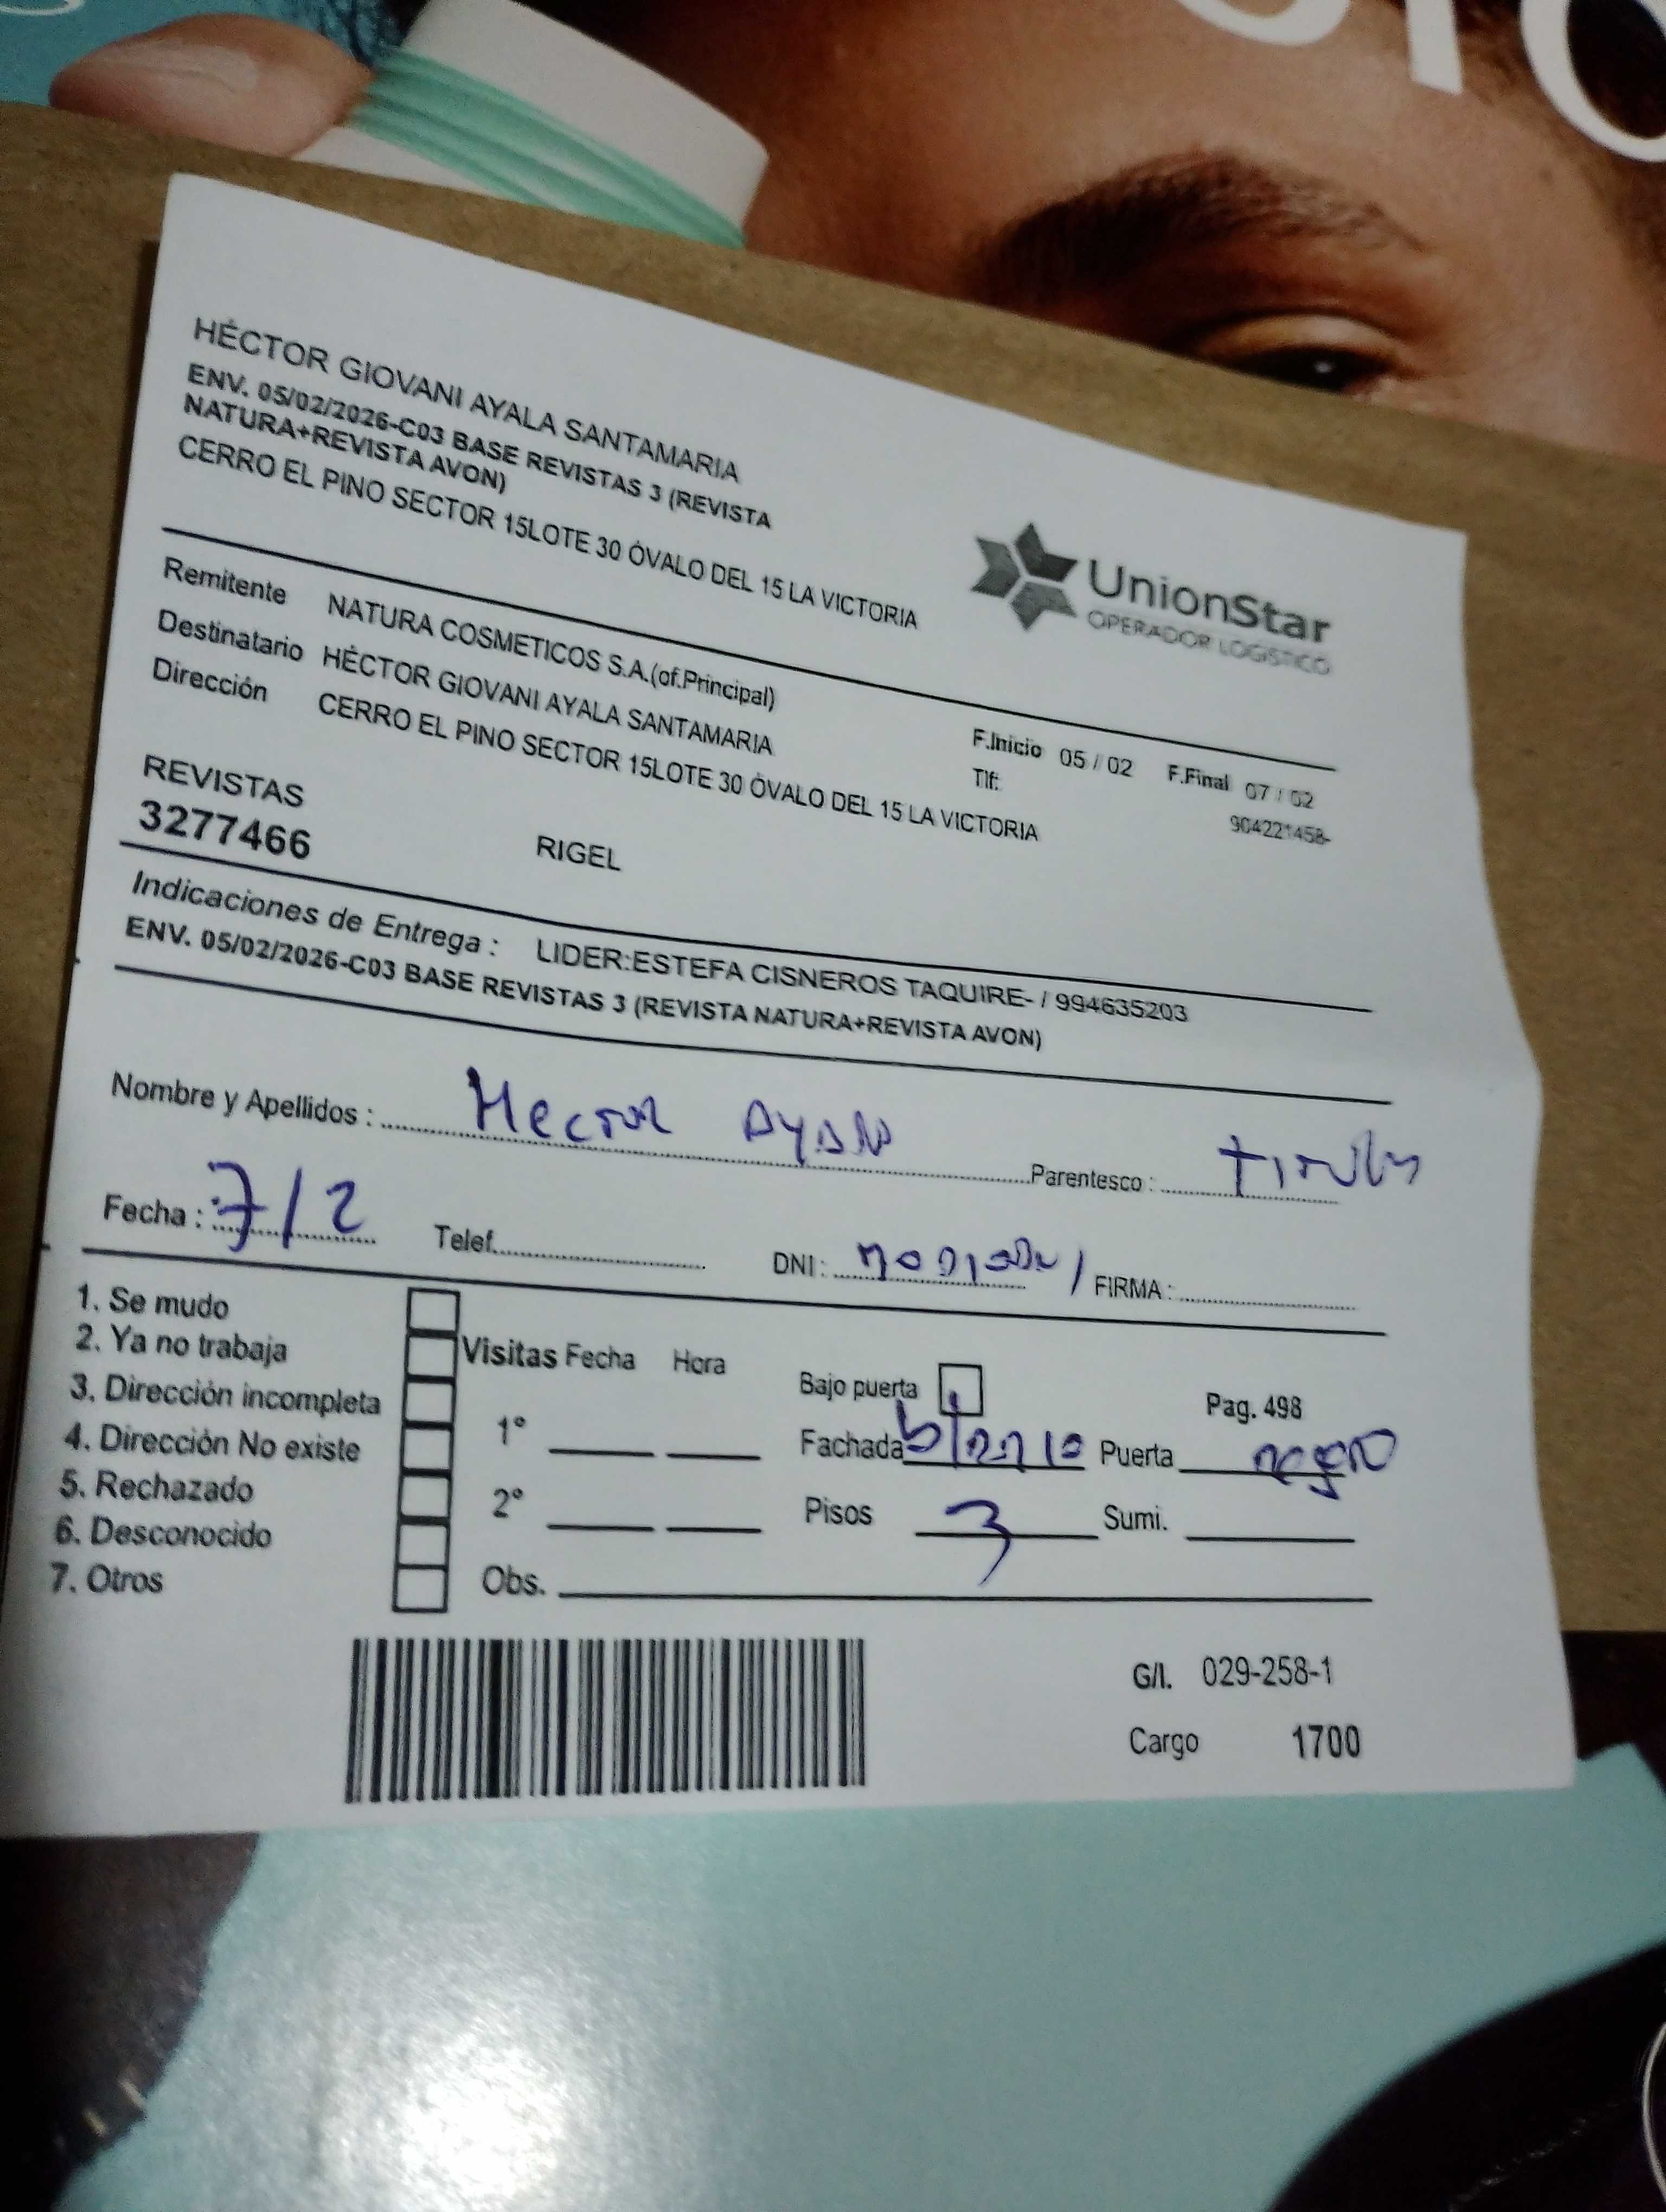 HÉCTOR GIOVANI AYALA SANTAMARIA
ENV. 05/02/2026-C03 BASE REVISTAS 3 (REVISTA
NATURA+REVISTA AVON)
CERRO EL PINO SECTOR 15LOTE 30 ÓVALO DEL 15 LA VICTORIA
UnionStar
OPERADOR LOGISTICO
Remitente NATURA COSMETICOS S.A.(of.Principal)
F.Inicio 05 / 02 F.Final 07 / 02
Destinatario HÉCTOR GIOVANI AYALA SANTAMARIA
Tlf: 904221458-
Dirección CERRO EL PINO SECTOR 15LOTE 30 ÓVALO DEL 15 LA VICTORIA
REVISTAS
3277466 RIGEL
Indicaciones de Entrega : LIDER:ESTEFA CISNEROS TAQUIRE- / 994635203
ENV. 05/02/2026-C03 BASE REVISTAS 3 (REVISTA NATURA+REVISTA AVON)
Nombre y Apellidos : Hector Ayala Parentesco :
Fecha : 7/2 Telef. DNI : FIRMA :
1. Se mudo
2. Ya no trabaja
3. Dirección incompleta
4. Dirección No existe
5. Rechazado
6. Desconocido
7. Otros
Visitas Fecha Hora
1°
2°
Obs.
Bajo puerta Pag. 498
Fachada Puerta negro
Pisos 3 Sumi.
G/I. 029-258-1
Cargo 1700